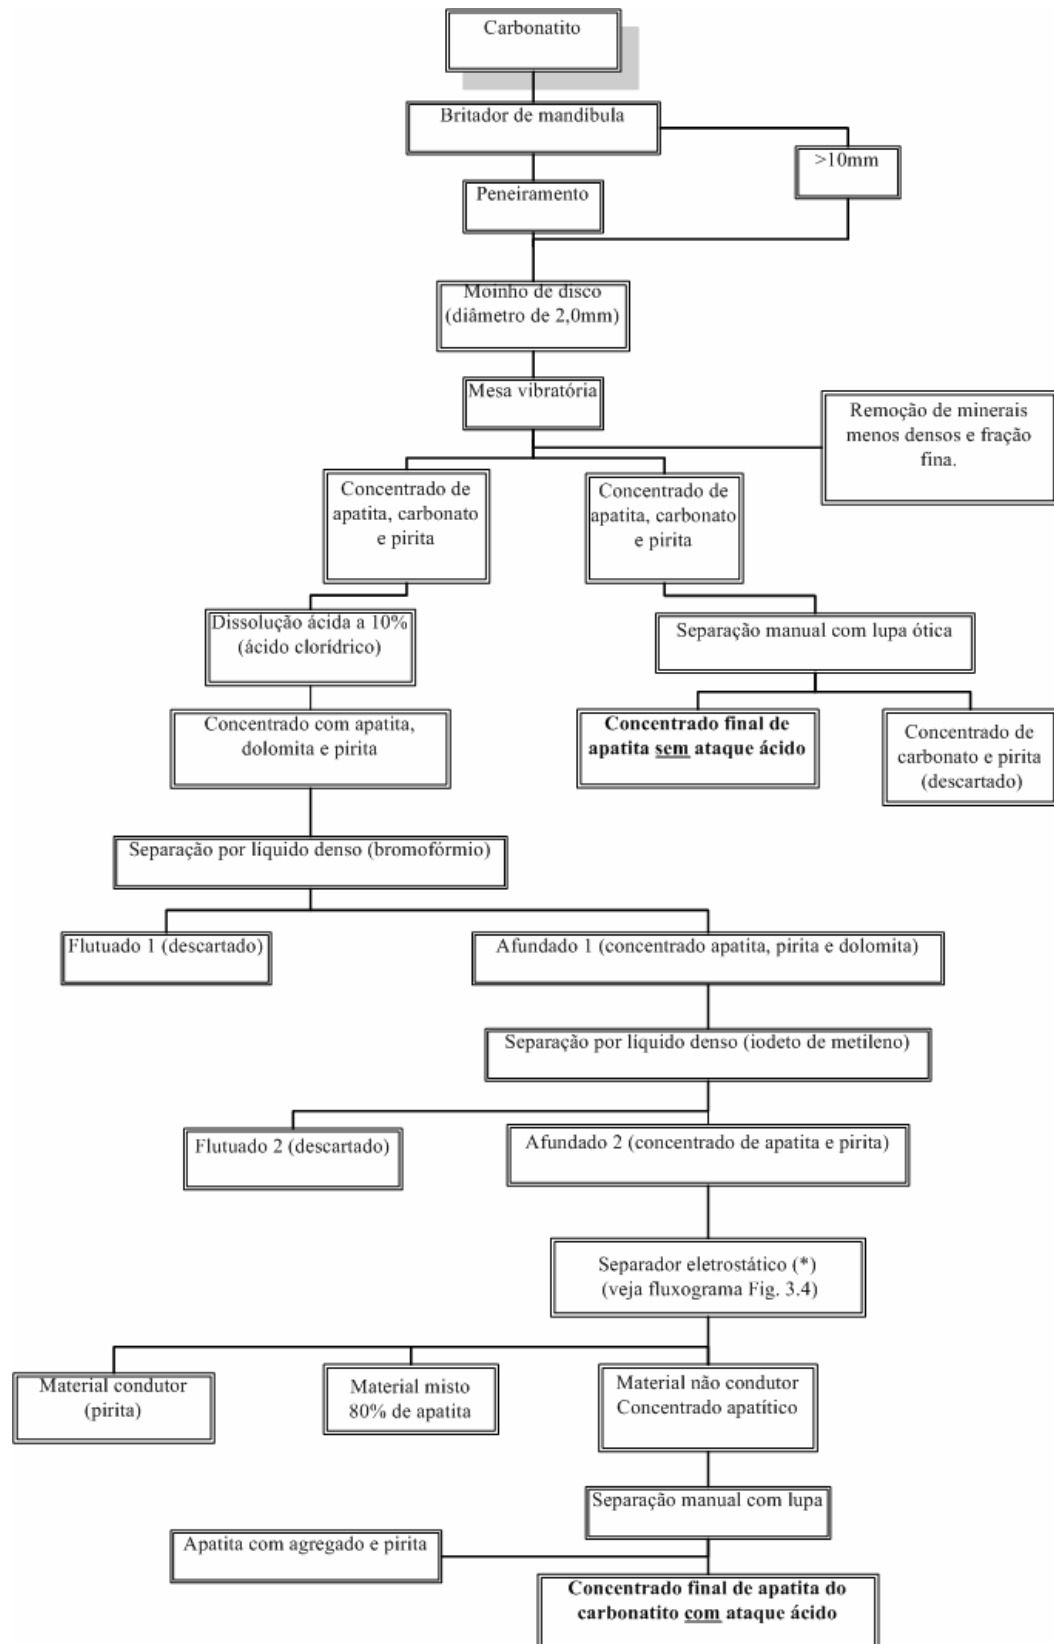 Carbonatito
Britador de mandíbula
>10mm
Peneiramento
Moinho de disco
(diâmetro de 2,0mm)
Mesa vibratória
Remoção de minerais
menos densos e fração
fina.
Concentrado de
apatita, carbonato
e pirita
Concentrado de
apatita, carbonato
e pirita
Dissolução ácida a 10%
(ácido clorídrico)
Separação manual com lupa ótica
Concentrado com apatita,
dolomita e pirita
Concentrado final de
apatita sem ataque ácido
Concentrado de
carbonato e pirita
(descartado)
Separação por líquido denso (bromofórmio)
Flutuado 1 (descartado)
Afundado 1 (concentrado apatita, pirita e dolomita)
Separação por líquido denso (iodeto de metileno)
Flutuado 2 (descartado)
Afundado 2 (concentrado de apatita e pirita)
Separador eletrostático (*)
(veja fluxograma Fig. 3.4)
Material condutor
(pirita)
Material misto
80% de apatita
Material não condutor
Concentrado apatítico
Separação manual com lupa
Apatita com agregado e pirita
Concentrado final de apatita do
carbonatito com ataque ácido